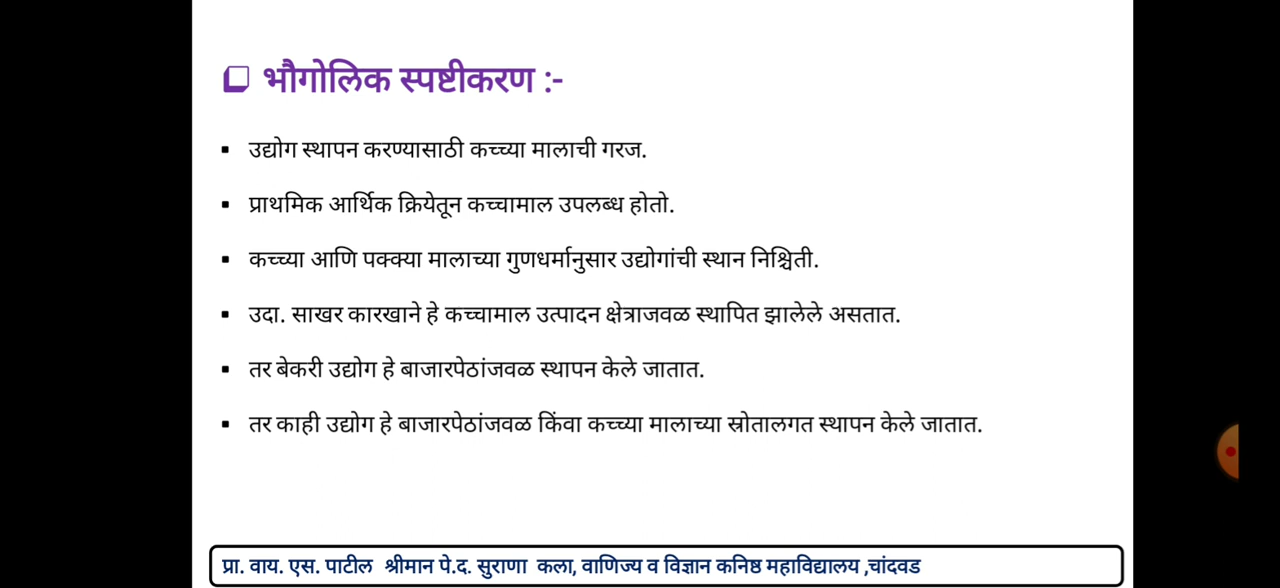 भौगोलिक स्पष्टीकरण :-
उद्योग स्थापन करण्यासाठी कच्च्या मालाची गरज.
प्राथमिक आर्थिक क्रियेतून कच्चामाल उपलब्ध होतो.
कच्च्या आणि पक्क्या मालाच्या गुणधर्मानुसार उद्योगांची स्थान निश्चिती.
उदा. साखर कारखाने हे कच्चामाल उत्पादन क्षेत्राजवळ स्थापित झालेले असतात.
तर बेकरी उद्योग हे बाजारपेठांजवळ स्थापन केले जातात.
तर काही उद्योग हे बाजारपेठांजवळ किंवा कच्च्या मालाच्या स्रोतालगत स्थापन केले जातात.
प्रा. वाय. एस. पाटील श्रीमान पे.द. सुराणा कला, वाणिज्य व विज्ञान कनिष्ठ महाविद्यालय ,चांदवड